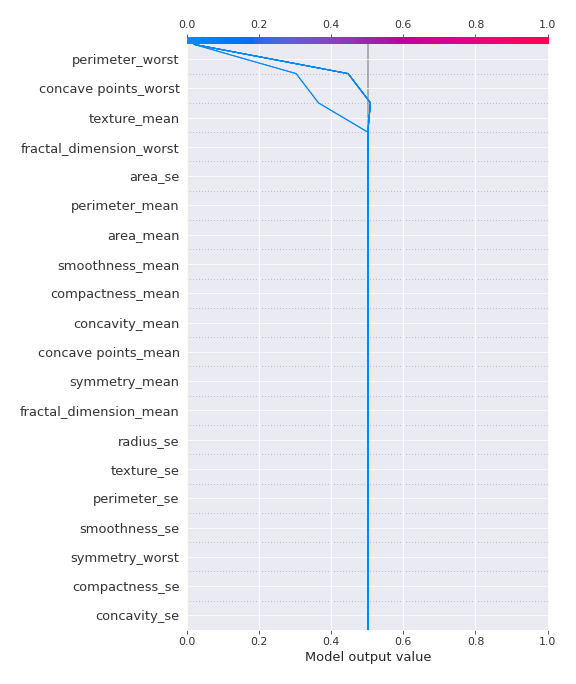 0.0 0.2 0.4 0.6 0.8 1.0
perimeter_worst
concave points_worst
texture_mean
fractal_dimension_worst
area_se
perimeter_mean
area_mean
smoothness_mean
compactness_mean
concavity_mean
concave points_mean
symmetry_mean
fractal_dimension_mean
radius_se
texture_se
perimeter_se
smoothness_se
symmetry_worst
compactness_se
concavity_se
0.0 0.2 0.4 0.6 0.8 1.0
Model output value